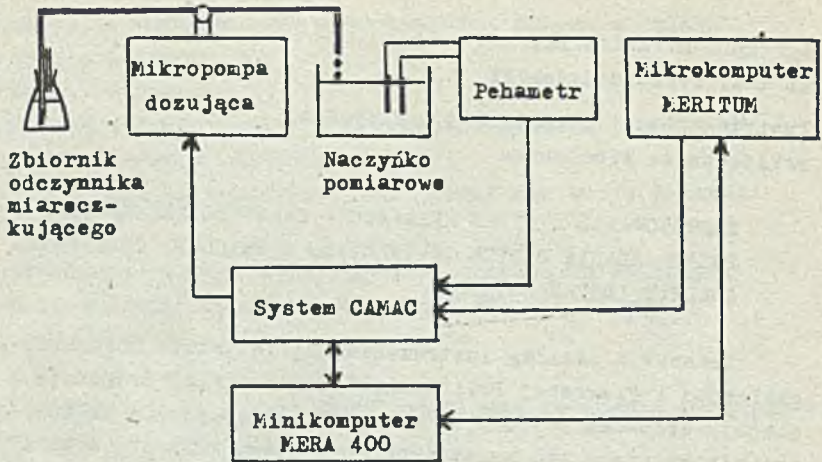 Mikropompa
dozująca
Pehametr
Mikrokomputer
MERITUM
Zbiornik
odczynnika
miarecz-
kującego
Naczyńko
pomiarowe
System CAMAC
Minikomputer
MERA 400